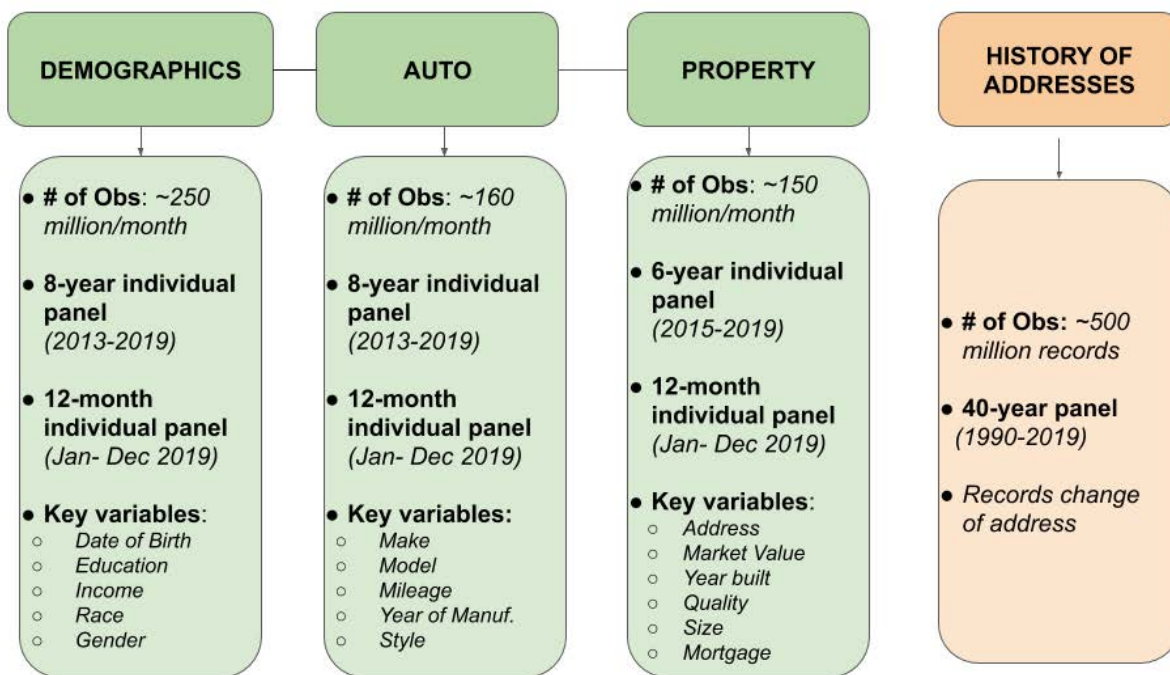 DEMOGRAPHICS
● # of Obs: ~250
million/month
● 8-year individual
panel
(2013-2019)
● 12-month
individual panel
(Jan- Dec 2019)
● Key variables:
○ Date of Birth
○ Education
○ Income
○ Race
○ Gender
AUTO
● # of Obs: ~160
million/month
● 8-year individual
panel
(2013-2019)
● 12-month
individual panel
(Jan- Dec 2019)
● Key variables:
○ Make
○ Model
○ Mileage
○ Year of Manuf.
○ Style
PROPERTY
● # of Obs: ~150
million/month
● 6-year individual
panel
(2015-2019)
● 12-month
individual panel
(Jan- Dec 2019)
● Key variables:
○ Address
○ Market Value
○ Year built
○ Quality
○ Size
○ Mortgage
HISTORY OF
ADDRESSES
● # of Obs: ~500
million records
● 40-year panel
(1990-2019)
● Records change
of address